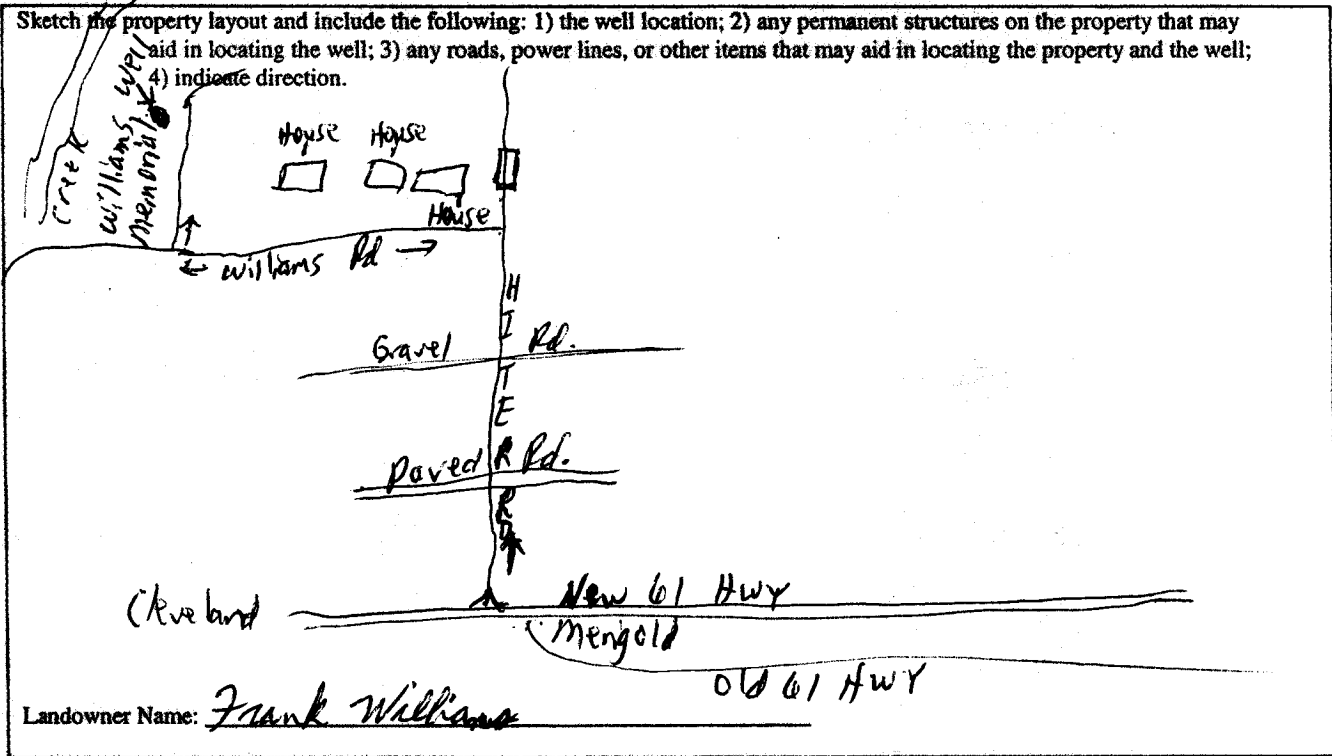 Sketch the property layout and include the following: 1) the well location; 2) any permanent structures on the property that may
aid in locating the well; 3) any roads, power lines, or other items that may aid in locating the property and the well;
4) indicate direction.
Well
Williams
Memorial
Creek
House House
House
← Williams Rd →
HITER RD
Gravel Rd.
Paved Rd.
Cleveland
New 61 Hwy
Merigold
Old 61 HWY
Landowner Name: Frank Williams